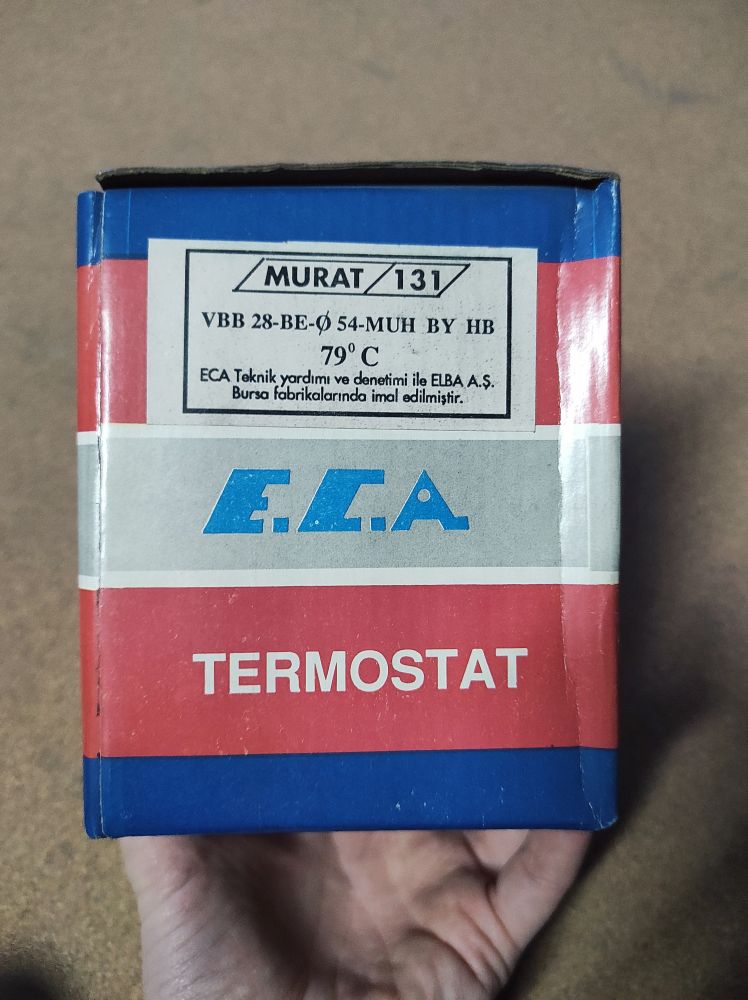 MURAT/131
VBB 28-BE-Ø 54-MUH BY HB
79⁰ C
ECA Teknik yardımı ve denetimi ile ELBA A.Ş.
Bursa fabrikalarında imal edilmiştir.
E.C.A
TERMOSTAT